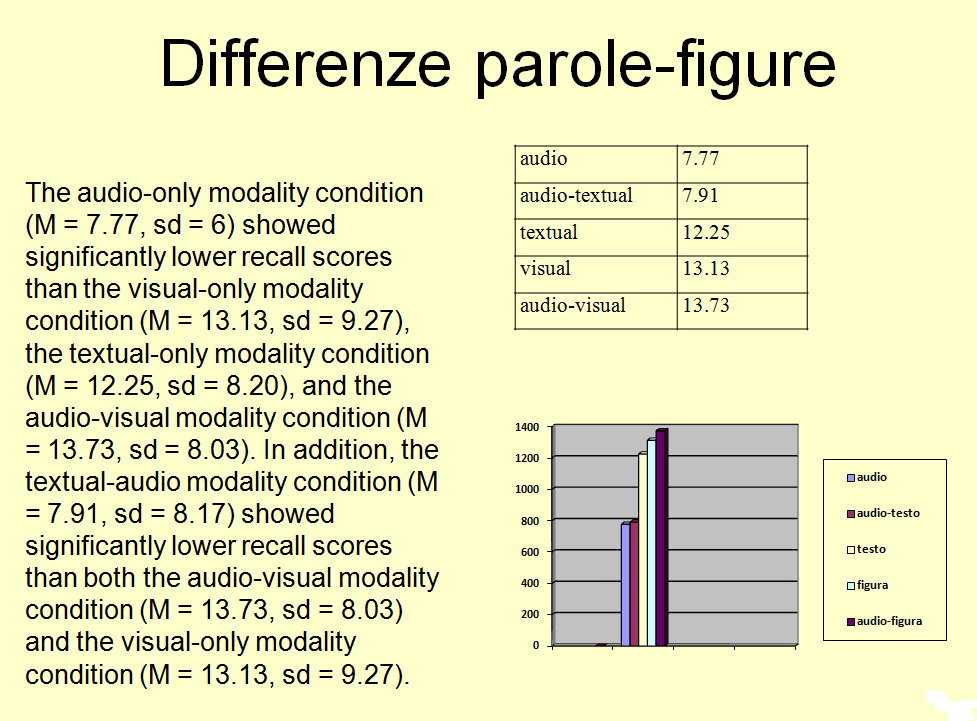 Differenze parole-figure
The audio-only modality condition
(M = 7.77, sd = 6) showed
significantly lower recall scores
than the visual-only modality
condition (M = 13.13, sd = 9.27),
the textual-only modality condition
(M = 12.25, sd = 8.20), and the
audio-visual modality condition (M
= 13.73, sd = 8.03). In addition, the
textual-audio modality condition (M
= 7.91, sd = 8.17) showed
significantly lower recall scores
than both the audio-visual modality
condition (M = 13.73, sd = 8.03)
and the visual-only modality
condition (M = 13.13, sd = 9.27).
audio 7.77
audio-textual 7.91
textual 12.25
visual 13.13
audio-visual 13.73
1400
1200
1000
800
600
400
200
0
audio
audio-testo
testo
figura
audio-figura